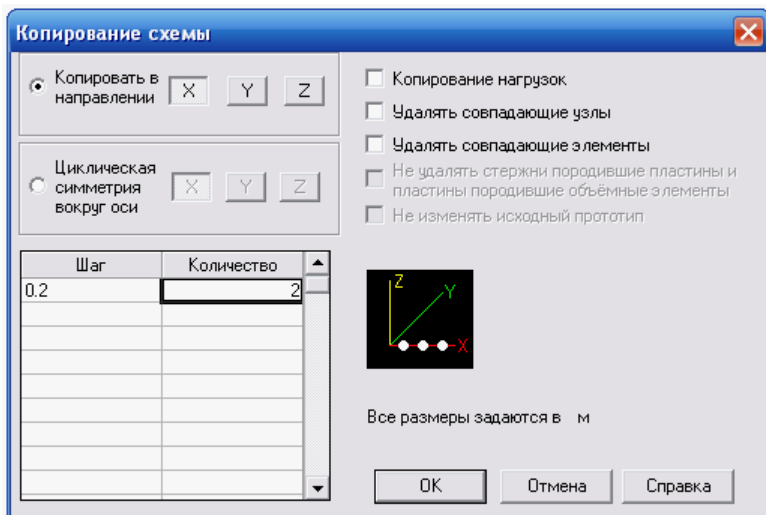 Копирование схемы
Копировать в
направлении
X
Y
Z
Циклическая
симметрия
вокруг оси
X
Y
Z
Шаг
Количество
0.2
2
Копирование нагрузок
Удалять совпадающие узлы
Удалять совпадающие элементы
Не удалять стержни породившие пластины и
пластины породившие объёмные элементы
Не изменять исходный прототип
Z
Y
X
Все размеры задаются в м
OK
Отмена
Справка